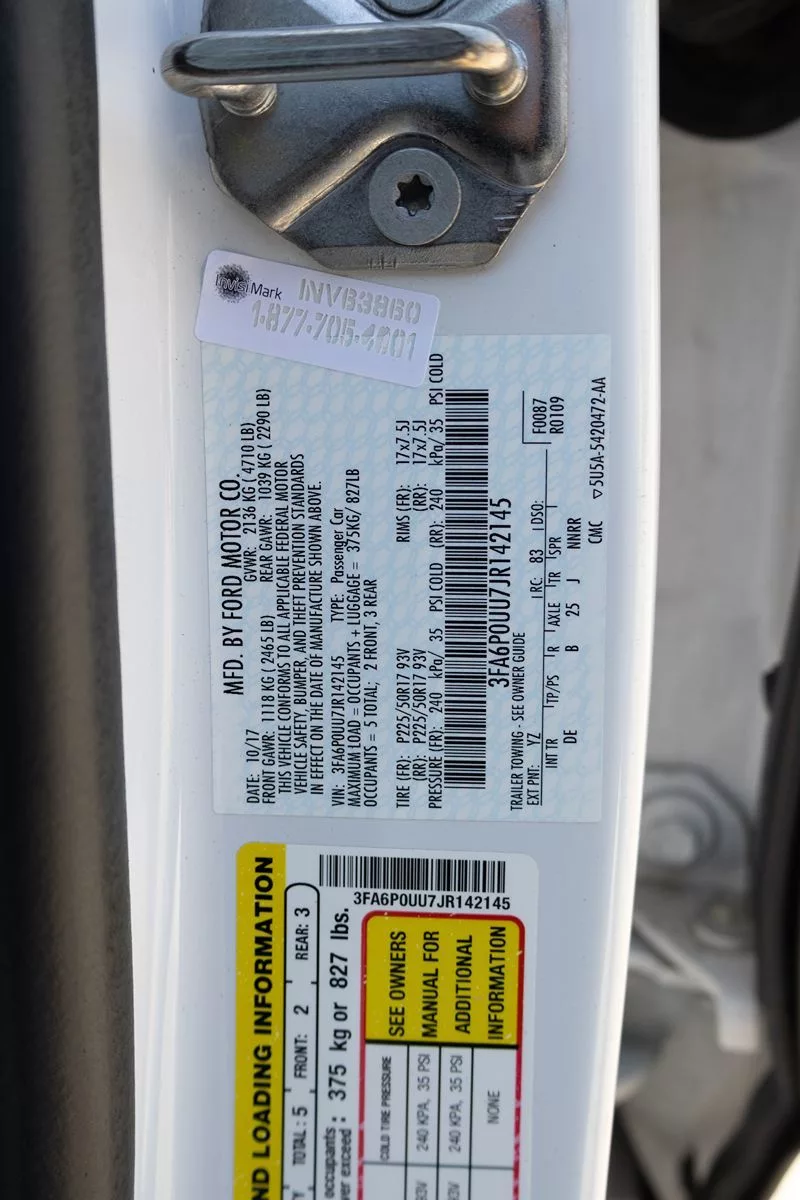 Invisi Mark INV63860
1-877-705-4001
MFD. BY FORD MOTOR CO.
DATE: 10/17 GVWR: 2136 KG ( 4710 LB)
FRONT GAWR: 1118 KG ( 2465 LB) REAR GAWR: 1039 KG ( 2290 LB)
THIS VEHICLE CONFORMS TO ALL APPLICABLE FEDERAL MOTOR
VEHICLE SAFETY, BUMPER, AND THEFT PREVENTION STANDARDS
IN EFFECT ON THE DATE OF MANUFACTURE SHOWN ABOVE.
VIN: 3FA6P0UU7JR142145 TYPE: Passenger Car
MAXIMUM LOAD = OCCUPANTS + LUGGAGE = 375KG/ 827LB
OCCUPANTS = 5 TOTAL; 2 FRONT, 3 REAR
TIRE (FR): P225/50R17 93V RIMS (FR): 17x7.5J
(RR): P225/50R17 93V (RR): 17x7.5J
PRESSURE (FR): 240 kPa/ 35 PSI COLD (RR): 240 kPa/ 35 PSI COLD
3FA6P0UU7JR142145
TRAILER TOWING - SEE OWNER GUIDE
EXT PNT: YZ RC: 83 DSO: F0087
R0109
INT TR TP/PS R AXLE TR SPR
DE B 25 J NNRR
CMC ▽5U5A-5420472-AA
3FA6P0UU7JR142145
ND LOADING INFORMATION
TOTAL : 5 FRONT: 2 REAR: 3
occupants
ver exceed : 375 kg or 827 lbs.
COLD TIRE PRESSURE
93V 240 KPA, 35 PSI
93V 240 KPA, 35 PSI
NONE
SEE OWNERS
MANUAL FOR
ADDITIONAL
INFORMATION